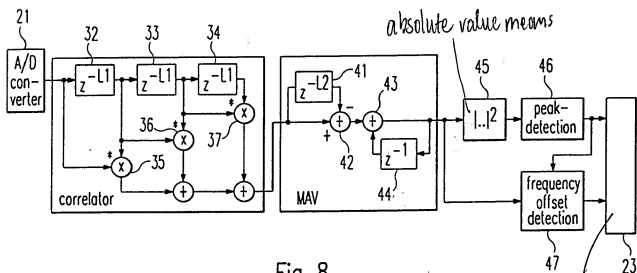 absolute value means
21 32 33 34 41 43 45 46
A/D con- verter
z^-L1 z^-L1 z^-L1
z^-L2
|..|²
peak- detection
* * *
x x x
36 37 35
+ + + + - +
42
z^-1
44
frequency offset detection
correlator
MAV
47 23
Fig. 8